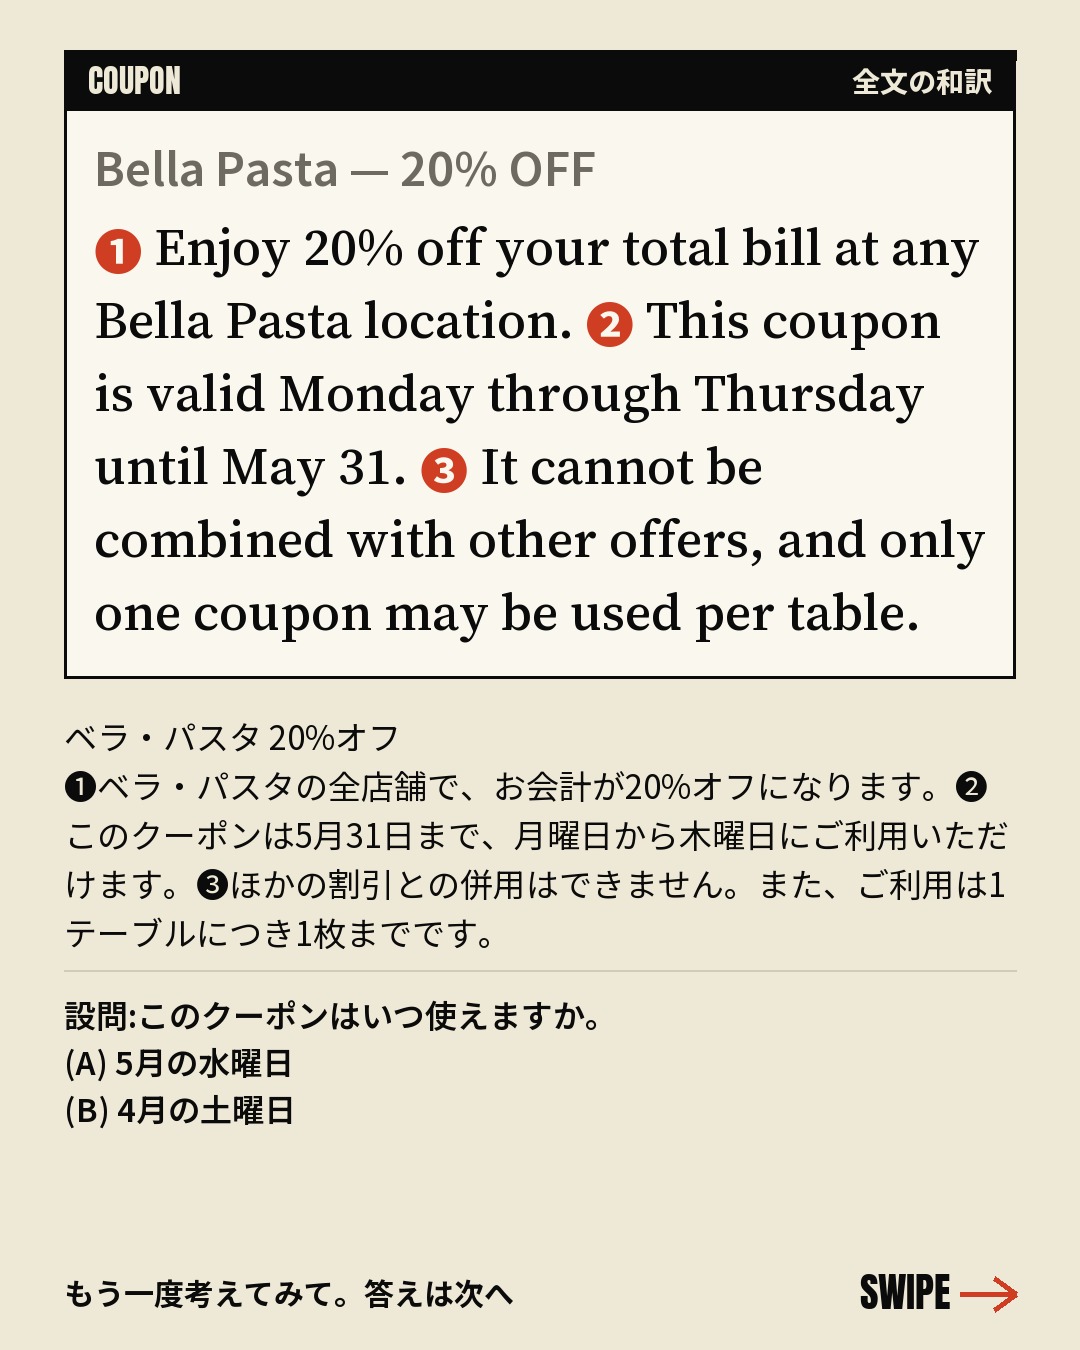 COUPON
全文の和訳
Bella Pasta — 20% OFF
❶ Enjoy 20% off your total bill at any
Bella Pasta location. ❷ This coupon
is valid Monday through Thursday
until May 31. ❸ It cannot be
combined with other offers, and only
one coupon may be used per table.
ベラ・パスタ 20%オフ
❶ベラ・パスタの全店舗で、お会計が20%オフになります。❷
このクーポンは5月31日まで、月曜日から木曜日にご利用いただ
けます。❸ほかの割引との併用はできません。また、ご利用は1
テーブルにつき1枚までです。
設問:このクーポンはいつ使えますか。
(A) 5月の水曜日
(B) 4月の土曜日
もう一度考えてみて。答えは次へ
SWIPE